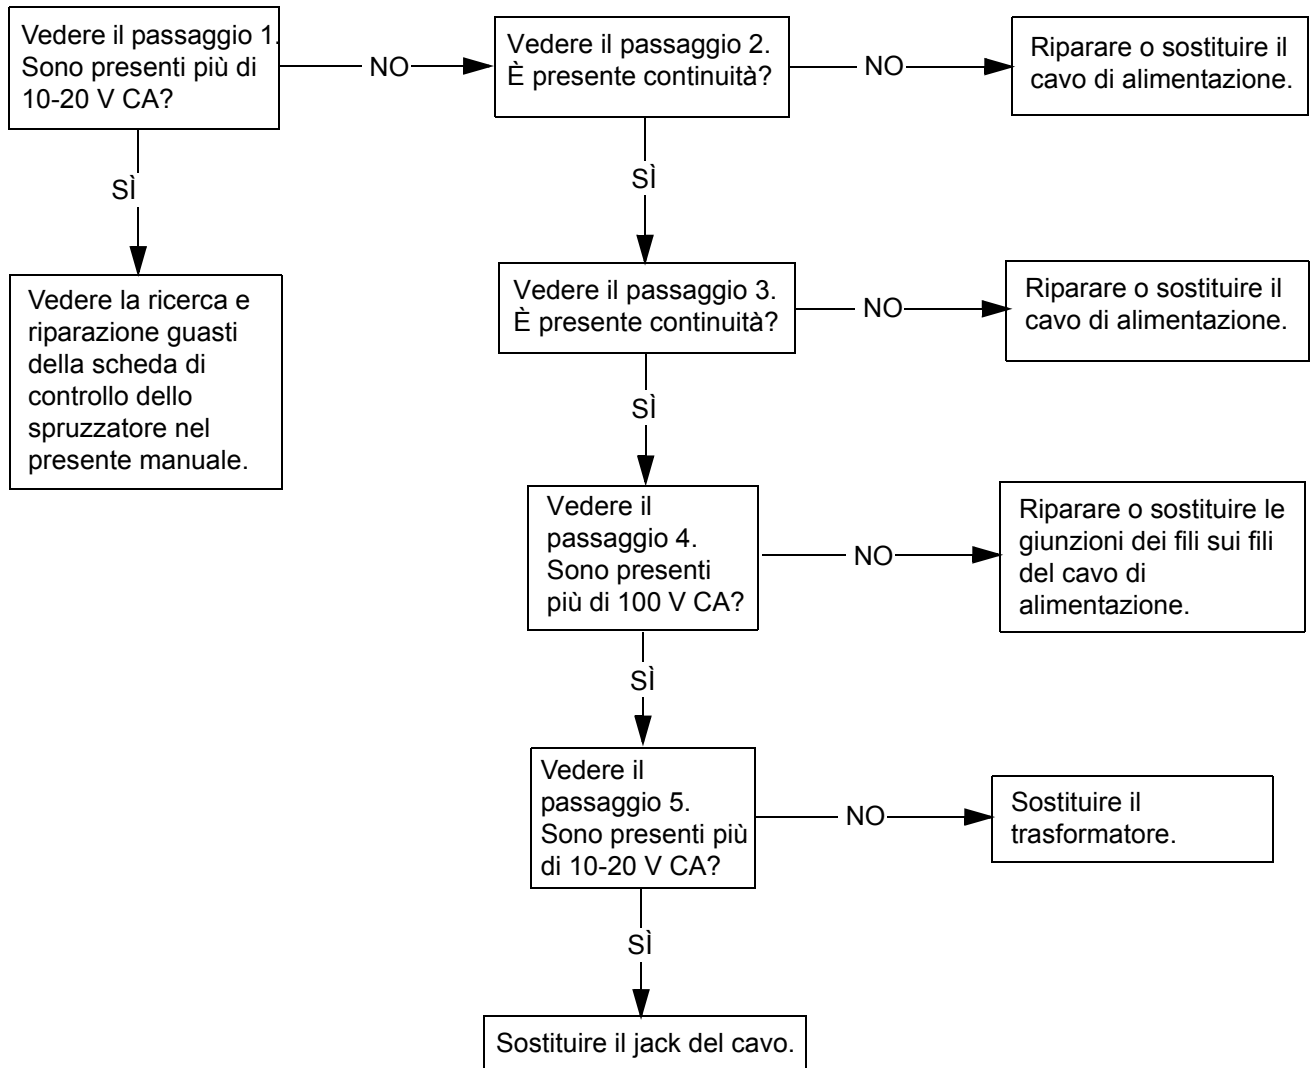 Vedere il passaggio 1.
Sono presenti più di
10-20 V CA?
NO
Vedere il passaggio 2.
È presente continuità?
NO
Riparare o sostituire il
cavo di alimentazione.
SÌ
SÌ
Vedere la ricerca e
riparazione guasti
della scheda di
controllo dello
spruzzatore nel
presente manuale.
Vedere il passaggio 3.
È presente continuità?
NO
Riparare o sostituire il
cavo di alimentazione.
SÌ
Vedere il
passaggio 4.
Sono presenti
più di 100 V CA?
NO
Riparare o sostituire le
giunzioni dei fili sui fili
del cavo di
alimentazione.
SÌ
Vedere il
passaggio 5.
Sono presenti più
di 10-20 V CA?
NO
Sostituire il
trasformatore.
SÌ
Sostituire il jack del cavo.